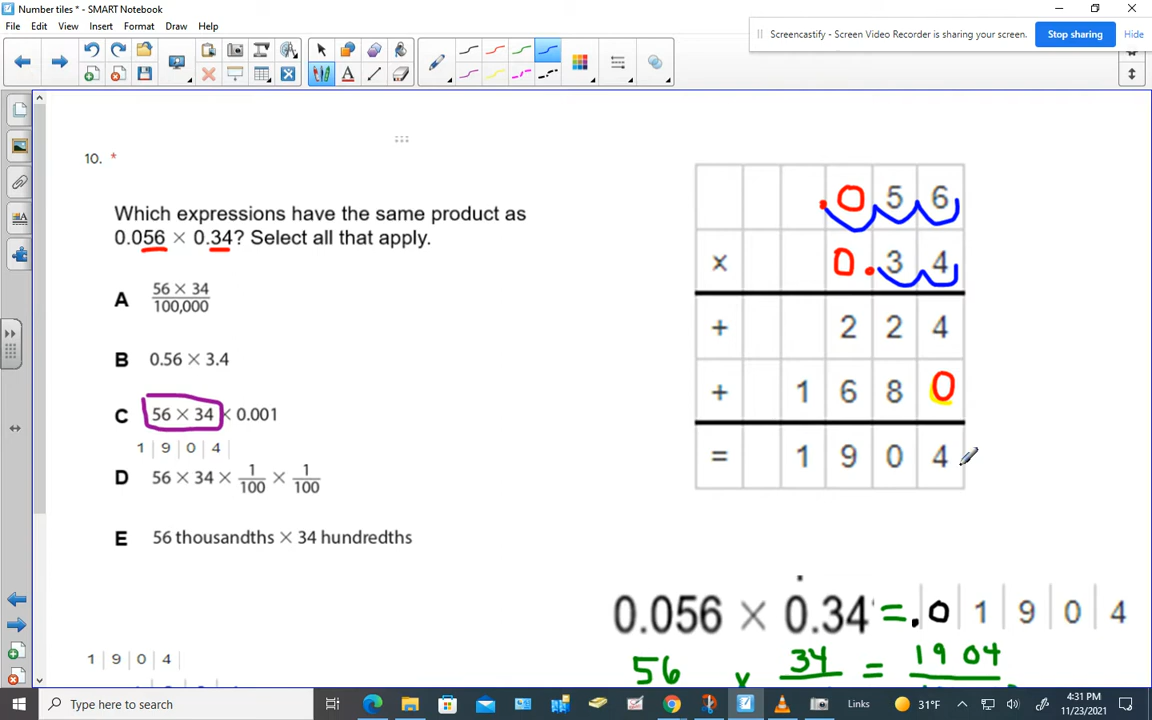 Number tiles * - SMART Notebook
File Edit View Insert Format Tools Add-ons Help
Screencastify - Screen Video Recorder is sharing your screen. Stop sharing Hide
10. *
Which expressions have the same product as
0.056 × 0.34? Select all that apply.
A 56 × 34 / 100,000
B 0.56 × 3.4
C 56 × 34 × 0.001
1 9 0 4
D 56 × 34 × 1/100 × 1/100
E 56 thousandths × 34 hundredths
1 9 0 4
.0 5 6
× 0.3 4
+ 2 2 4
+ 1 6 8 0
= 1 9 0 4
0.056 × 0.34 = .0 1 9 0 4
56 × 34 = 1904
Type here to search
Links 31°F 4:31 PM
11/23/2021